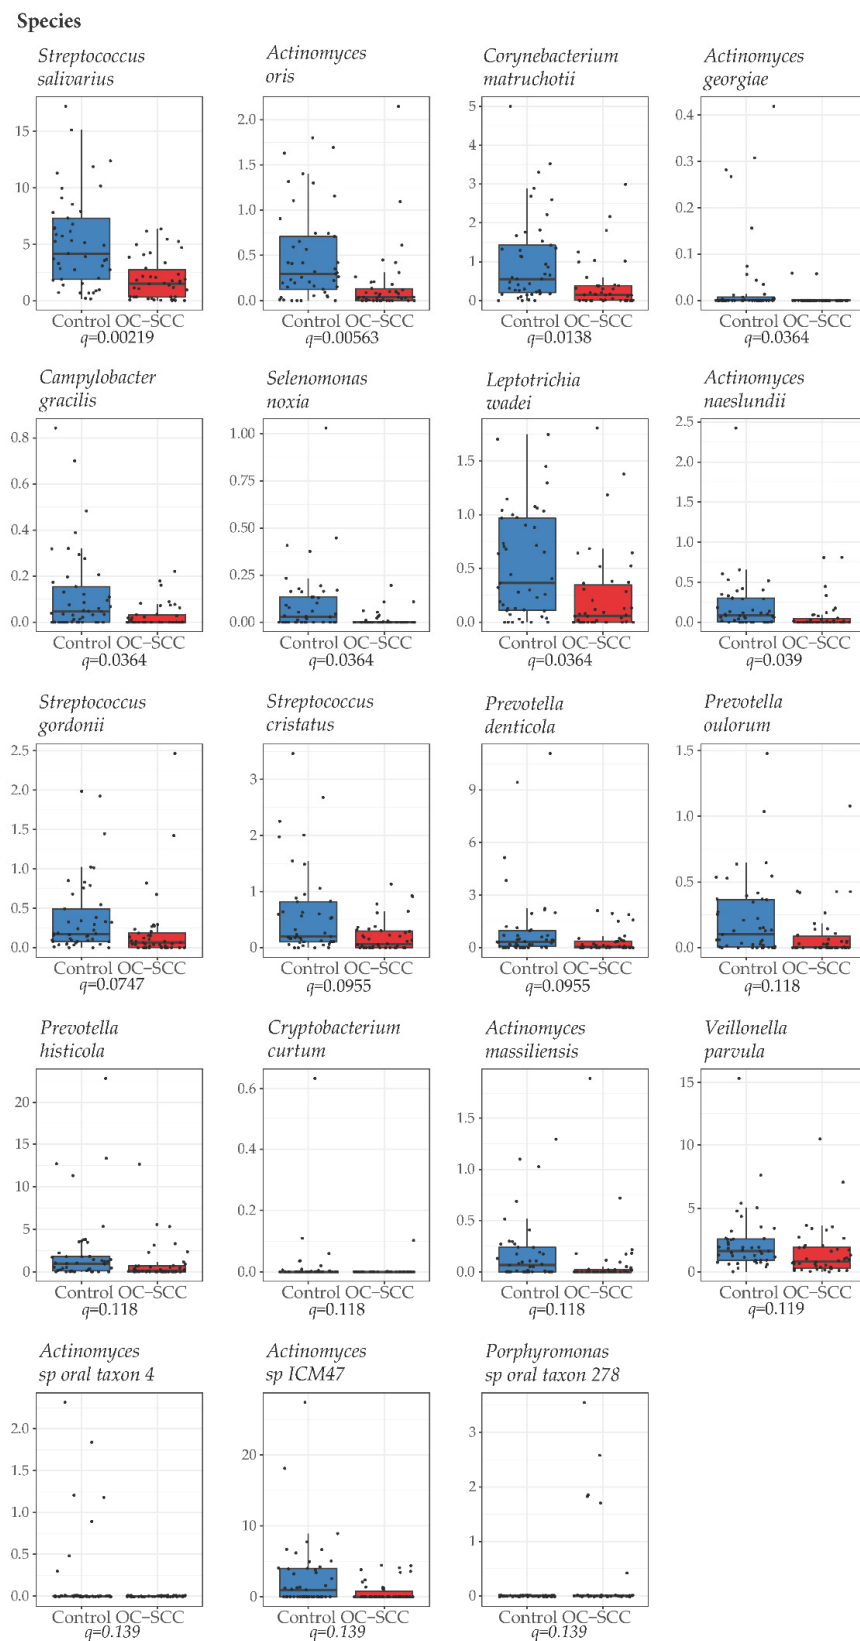 Species
Streptococcus
salivarius
15
10
5
0
Control OC–SCC
q=0.00219
Actinomyces
oris
2.0
1.5
1.0
0.5
0.0
Control OC–SCC
q=0.00563
Corynebacterium
matruchotii
5
4
3
2
1
0
Control OC–SCC
q=0.0138
Actinomyces
georgiae
0.4
0.3
0.2
0.1
0.0
Control OC–SCC
q=0.0364
Campylobacter
gracilis
0.8
0.6
0.4
0.2
0.0
Control OC–SCC
q=0.0364
Selenomonas
noxia
1.00
0.75
0.50
0.25
0.00
Control OC–SCC
q=0.0364
Leptotrichia
wadei
1.5
1.0
0.5
0.0
Control OC–SCC
q=0.0364
Actinomyces
naeslundii
2.5
2.0
1.5
1.0
0.5
0.0
Control OC–SCC
q=0.039
Streptococcus
gordonii
2.5
2.0
1.5
1.0
0.5
0.0
Control OC–SCC
q=0.0747
Streptococcus
cristatus
3
2
1
0
Control OC–SCC
q=0.0955
Prevotella
denticola
9
6
3
0
Control OC–SCC
q=0.0955
Prevotella
oulorum
1.5
1.0
0.5
0.0
Control OC–SCC
q=0.118
Prevotella
histicola
20
15
10
5
0
Control OC–SCC
q=0.118
Cryptobacterium
curtum
0.6
0.4
0.2
0.0
Control OC–SCC
q=0.118
Actinomyces
massiliensis
1.5
1.0
0.5
0.0
Control OC–SCC
q=0.118
Veillonella
parvula
15
10
5
0
Control OC–SCC
q=0.119
Actinomyces
sp oral taxon 4
2.0
1.5
1.0
0.5
0.0
Control OC–SCC
q=0.139
Actinomyces
sp ICM47
20
10
0
Control OC–SCC
q=0.139
Porphyromonas
sp oral taxon 278
3
2
1
0
Control OC–SCC
q=0.139